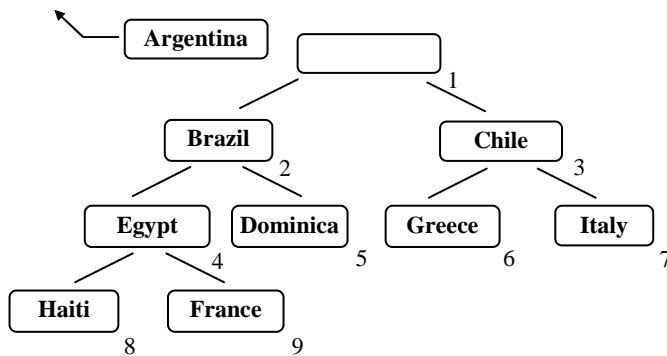 Argentina
1
Brazil
Chile
2
3
Egypt
Dominica
Greece
Italy
4
5
6
7
Haiti
France
8
9